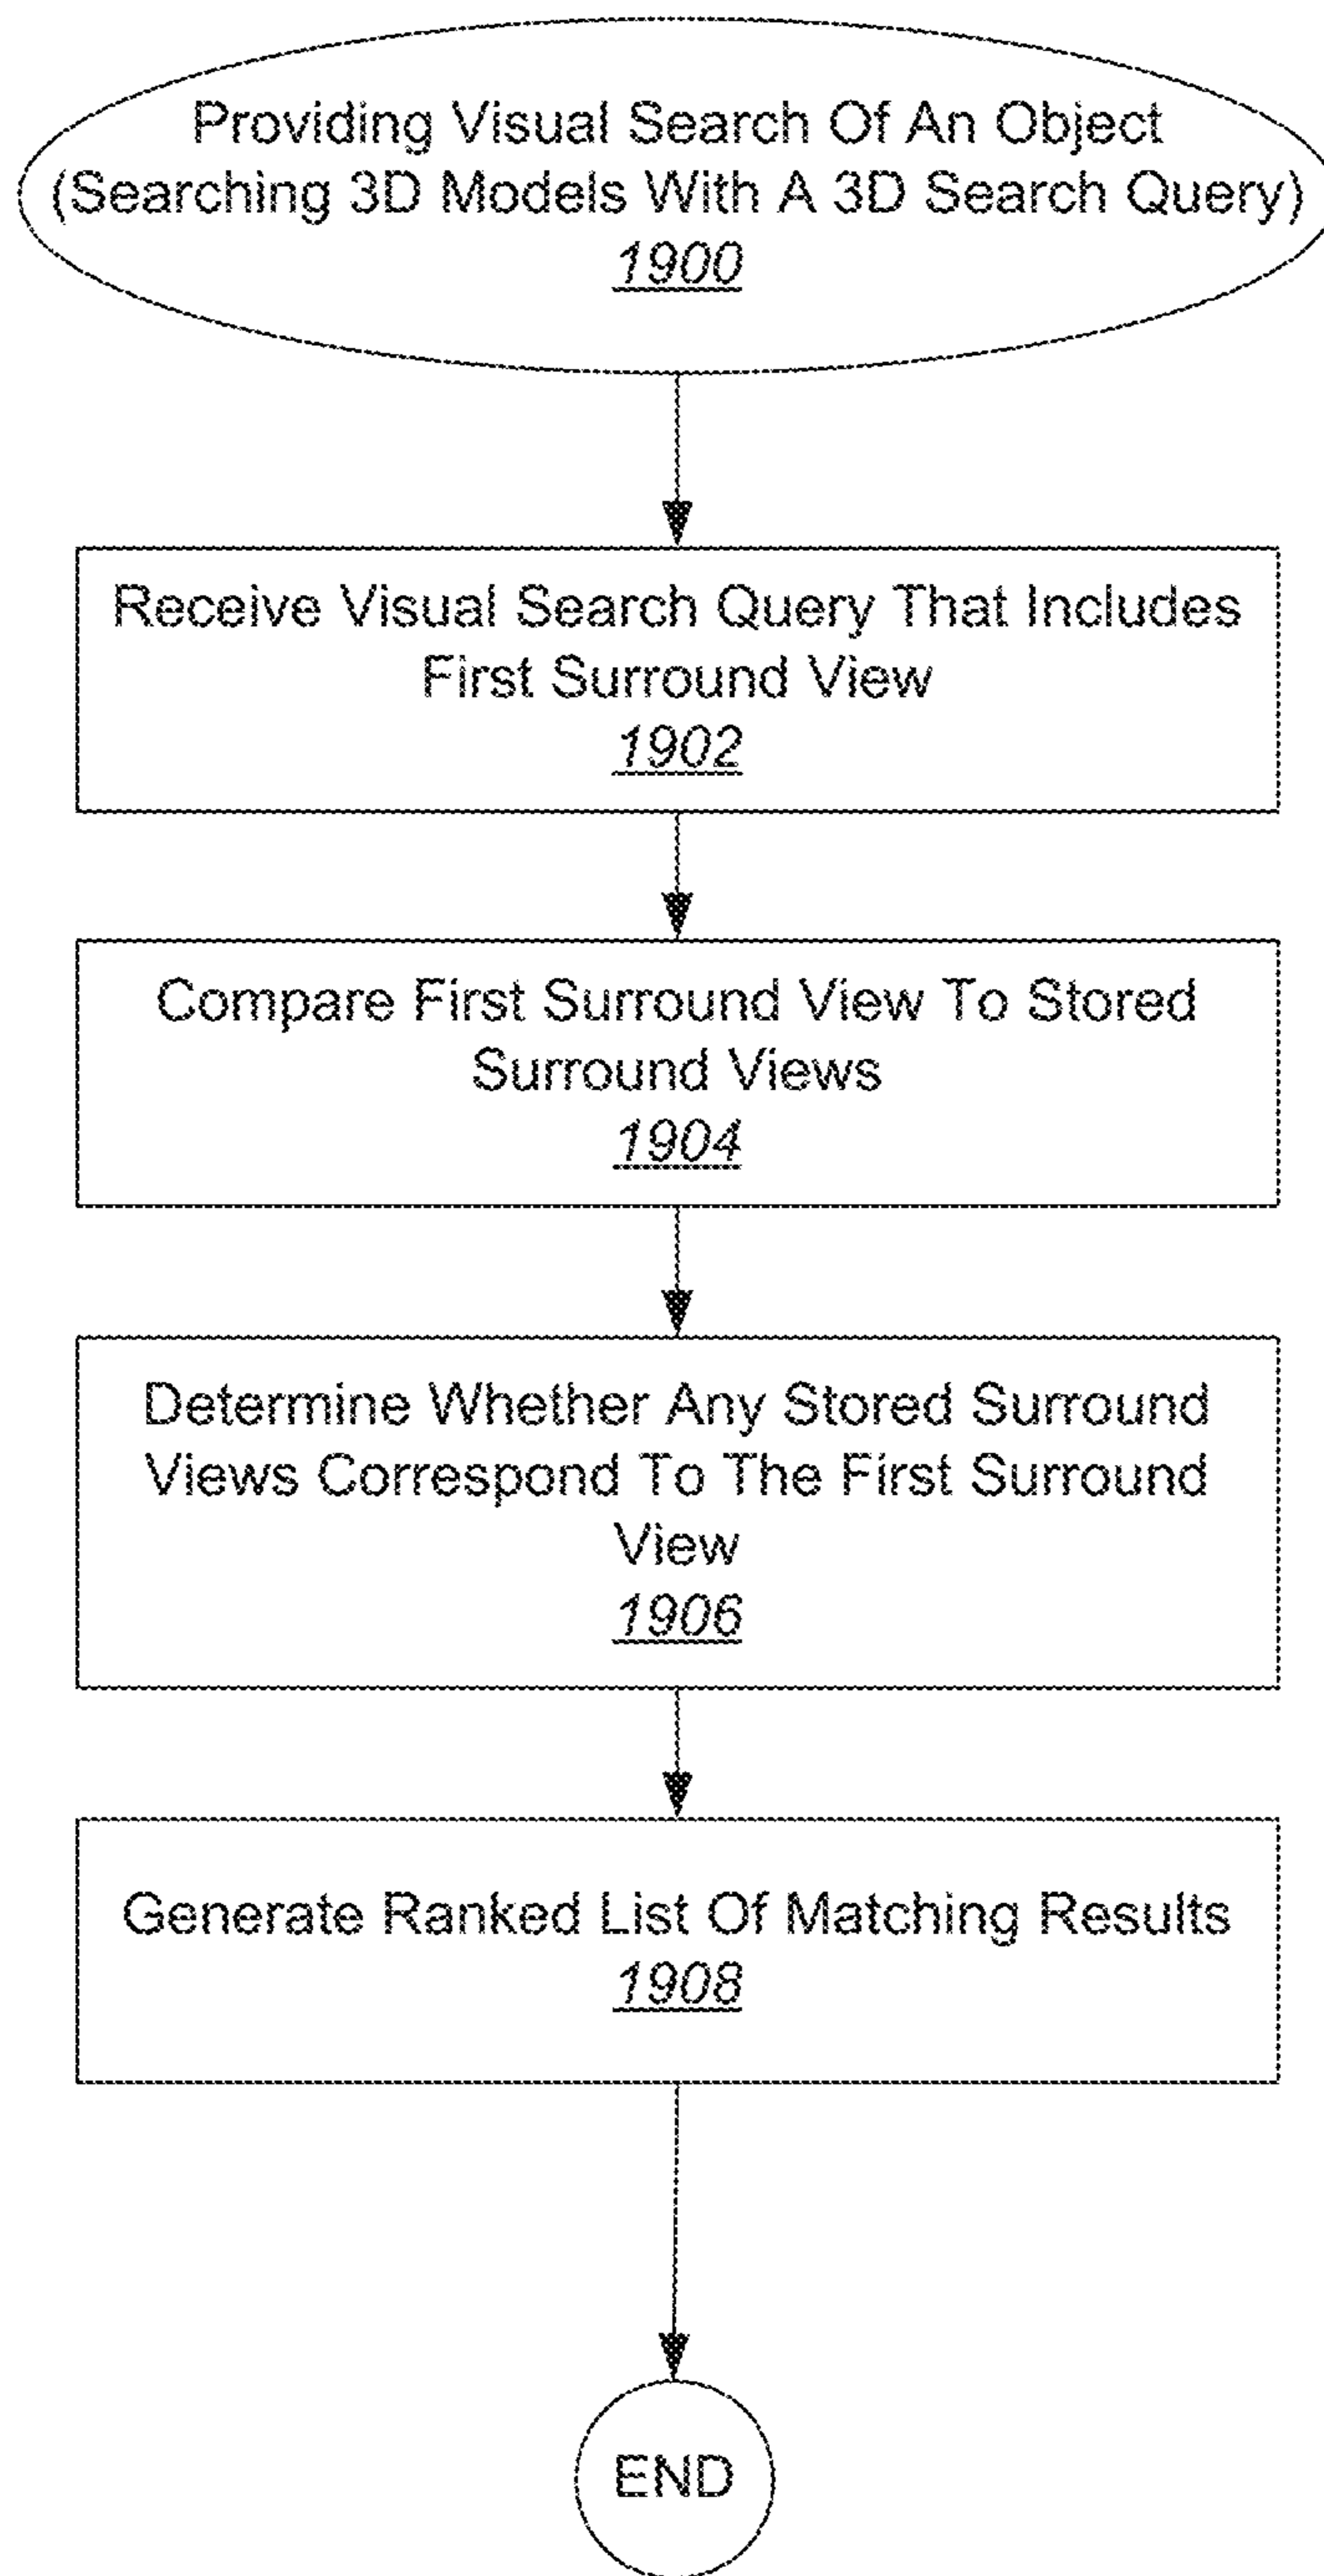 Providing Visual Search Of An Object
(Searching 3D Models With A 3D Search Query)
1900
Receive Visual Search Query That Includes
First Surround View
1902
Compare First Surround View To Stored
Surround Views
1904
Determine Whether Any Stored Surround
Views Correspond To The First Surround
View
1906
Generate Ranked List Of Matching Results
1908
END